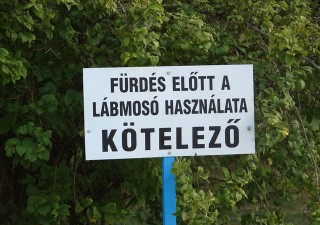 FÜRDÉS ELŐTT A
LÁBMOSÓ HASZNÁLATA
KÖTELEZŐ